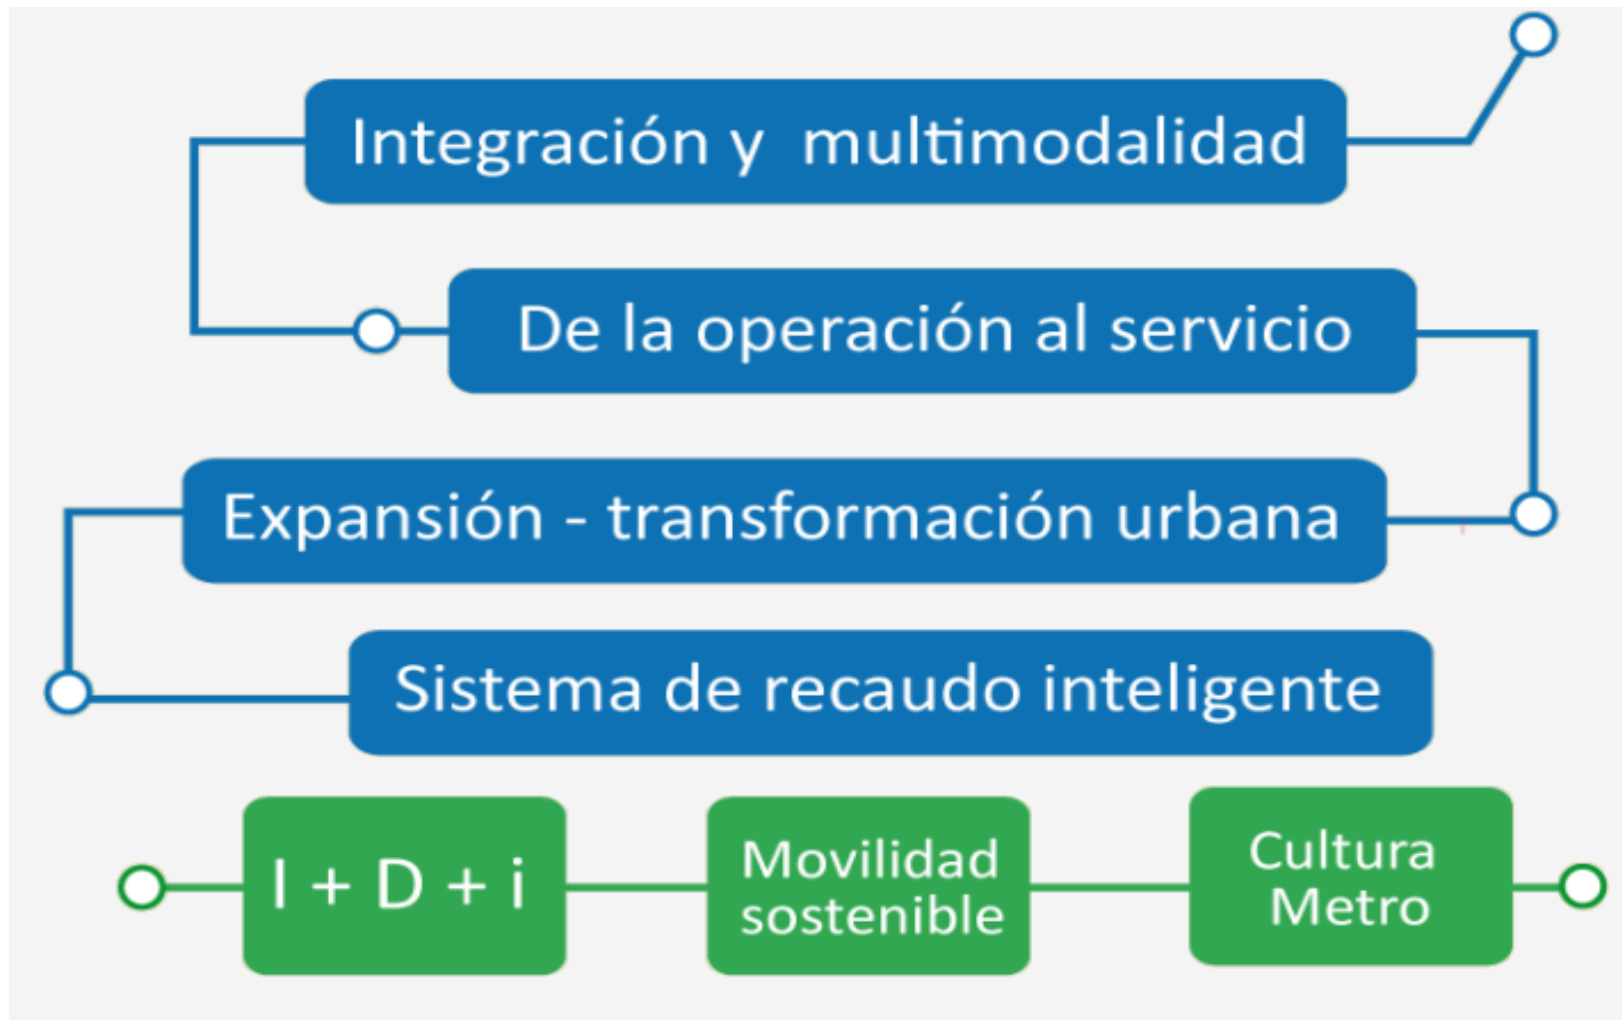 Integración y multimodalidad
De la operación al servicio
Expansión - transformación urbana
Sistema de recaudo inteligente
I + D + i
Movilidad
sostenible
Cultura
Metro